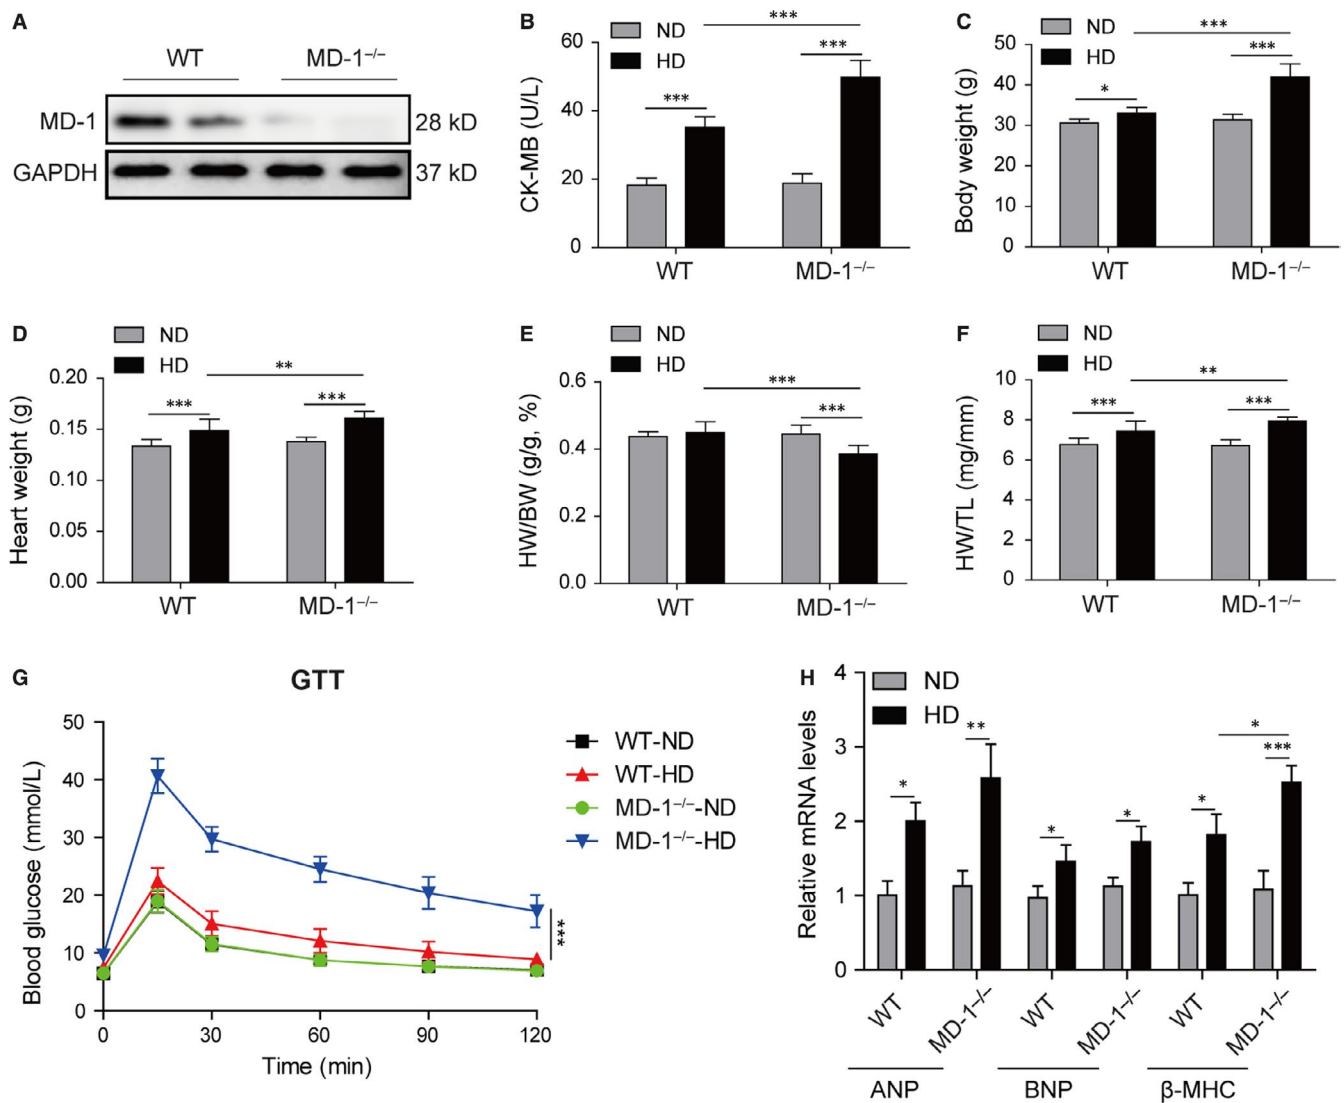 A
WT MD-1⁻/⁻
MD-1 28 kD
GAPDH 37 kD
B
ND
HD
***
***
***
60
40
20
0
CK-MB (U/L)
WT MD-1⁻/⁻
C
ND
HD
***
***
*
50
40
30
20
10
0
Body weight (g)
WT MD-1⁻/⁻
D
ND
HD
**
***
***
0.20
0.15
0.10
0.05
0.00
Heart weight (g)
WT MD-1⁻/⁻
E
ND
HD
***
***
0.6
0.4
0.2
0.0
HW/BW (g/g, %)
WT MD-1⁻/⁻
F
ND
HD
**
***
***
10
8
6
4
2
0
HW/TL (mg/mm)
WT MD-1⁻/⁻
G
GTT
50
40
30
20
10
0
Blood glucose (mmol/L)
0 30 60 90 120
Time (min)
WT-ND
WT-HD
MD-1⁻/⁻-ND
MD-1⁻/⁻-HD
***
H
ND
HD
4
3
2
1
0
Relative mRNA levels
*
**
*
*
*
*
***
WT MD-1⁻/⁻ WT MD-1⁻/⁻ WT MD-1⁻/⁻
ANP BNP β-MHC